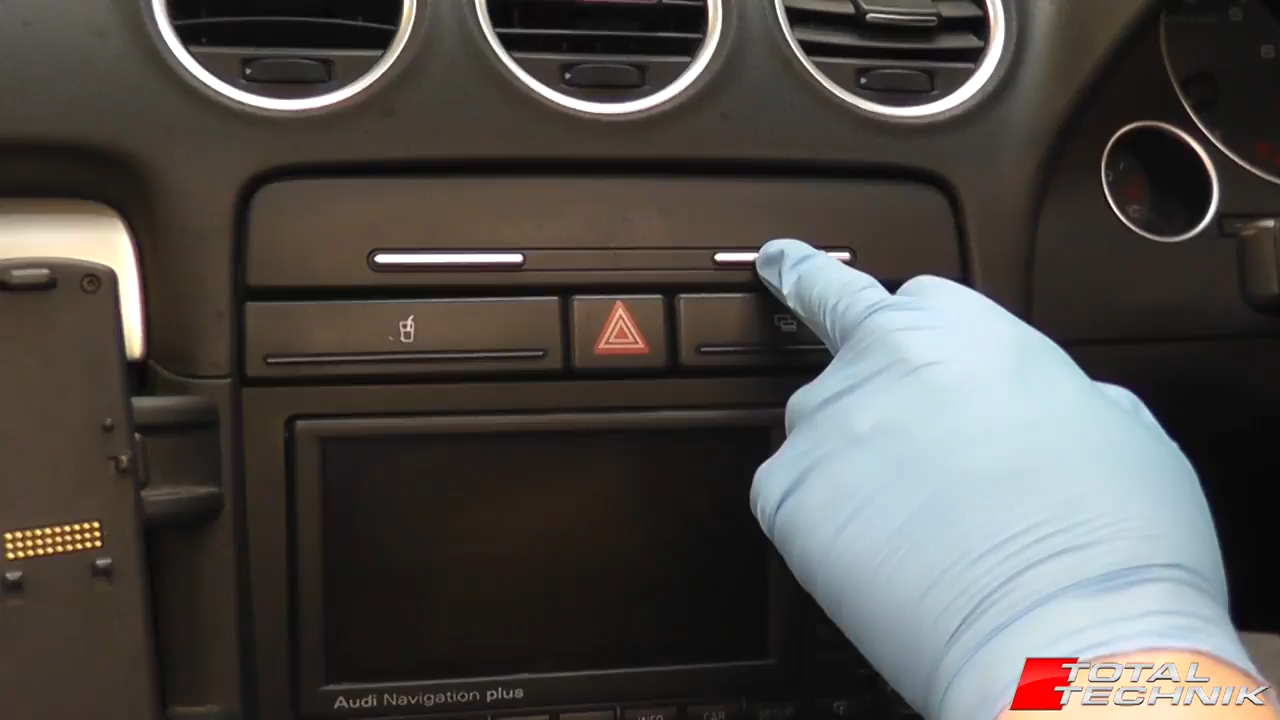 Audi Navigation plus
INFO
CAR
SETUP
TOTAL
TECHNIK